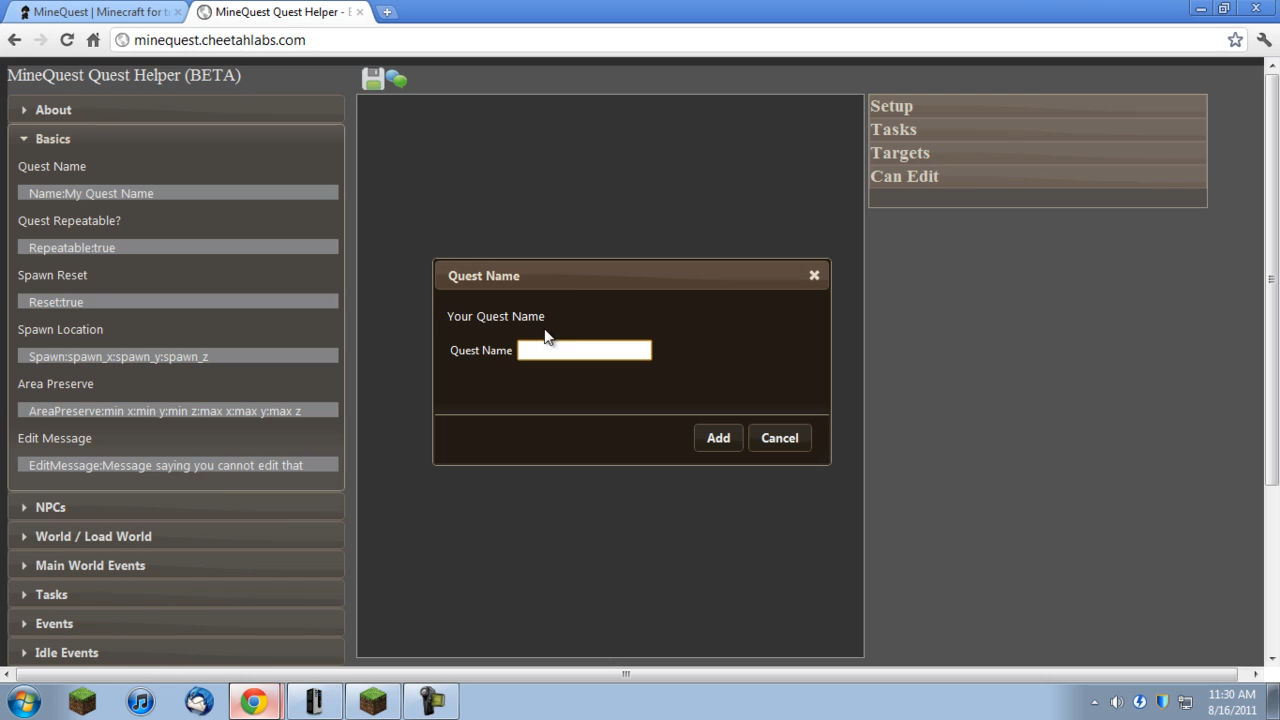 MineQuest | Minecraft for t
MineQuest Quest Helper - E
minequest.cheetahlabs.com
MineQuest Quest Helper (BETA)
About
Basics
Quest Name
Name:My Quest Name
Quest Repeatable?
Repeatable:true
Spawn Reset
Reset:true
Spawn Location
Spawn:spawn_x:spawn_y:spawn_z
Area Preserve
AreaPreserve:min x:min y:min z:max x:max y:max z
Edit Message
EditMessage:Message saying you cannot edit that
NPCs
World / Load World
Main World Events
Tasks
Events
Idle Events
Quest Name
Your Quest Name
Quest Name
Add
Cancel
Setup
Tasks
Targets
Can Edit
11:30 AM
8/16/2011